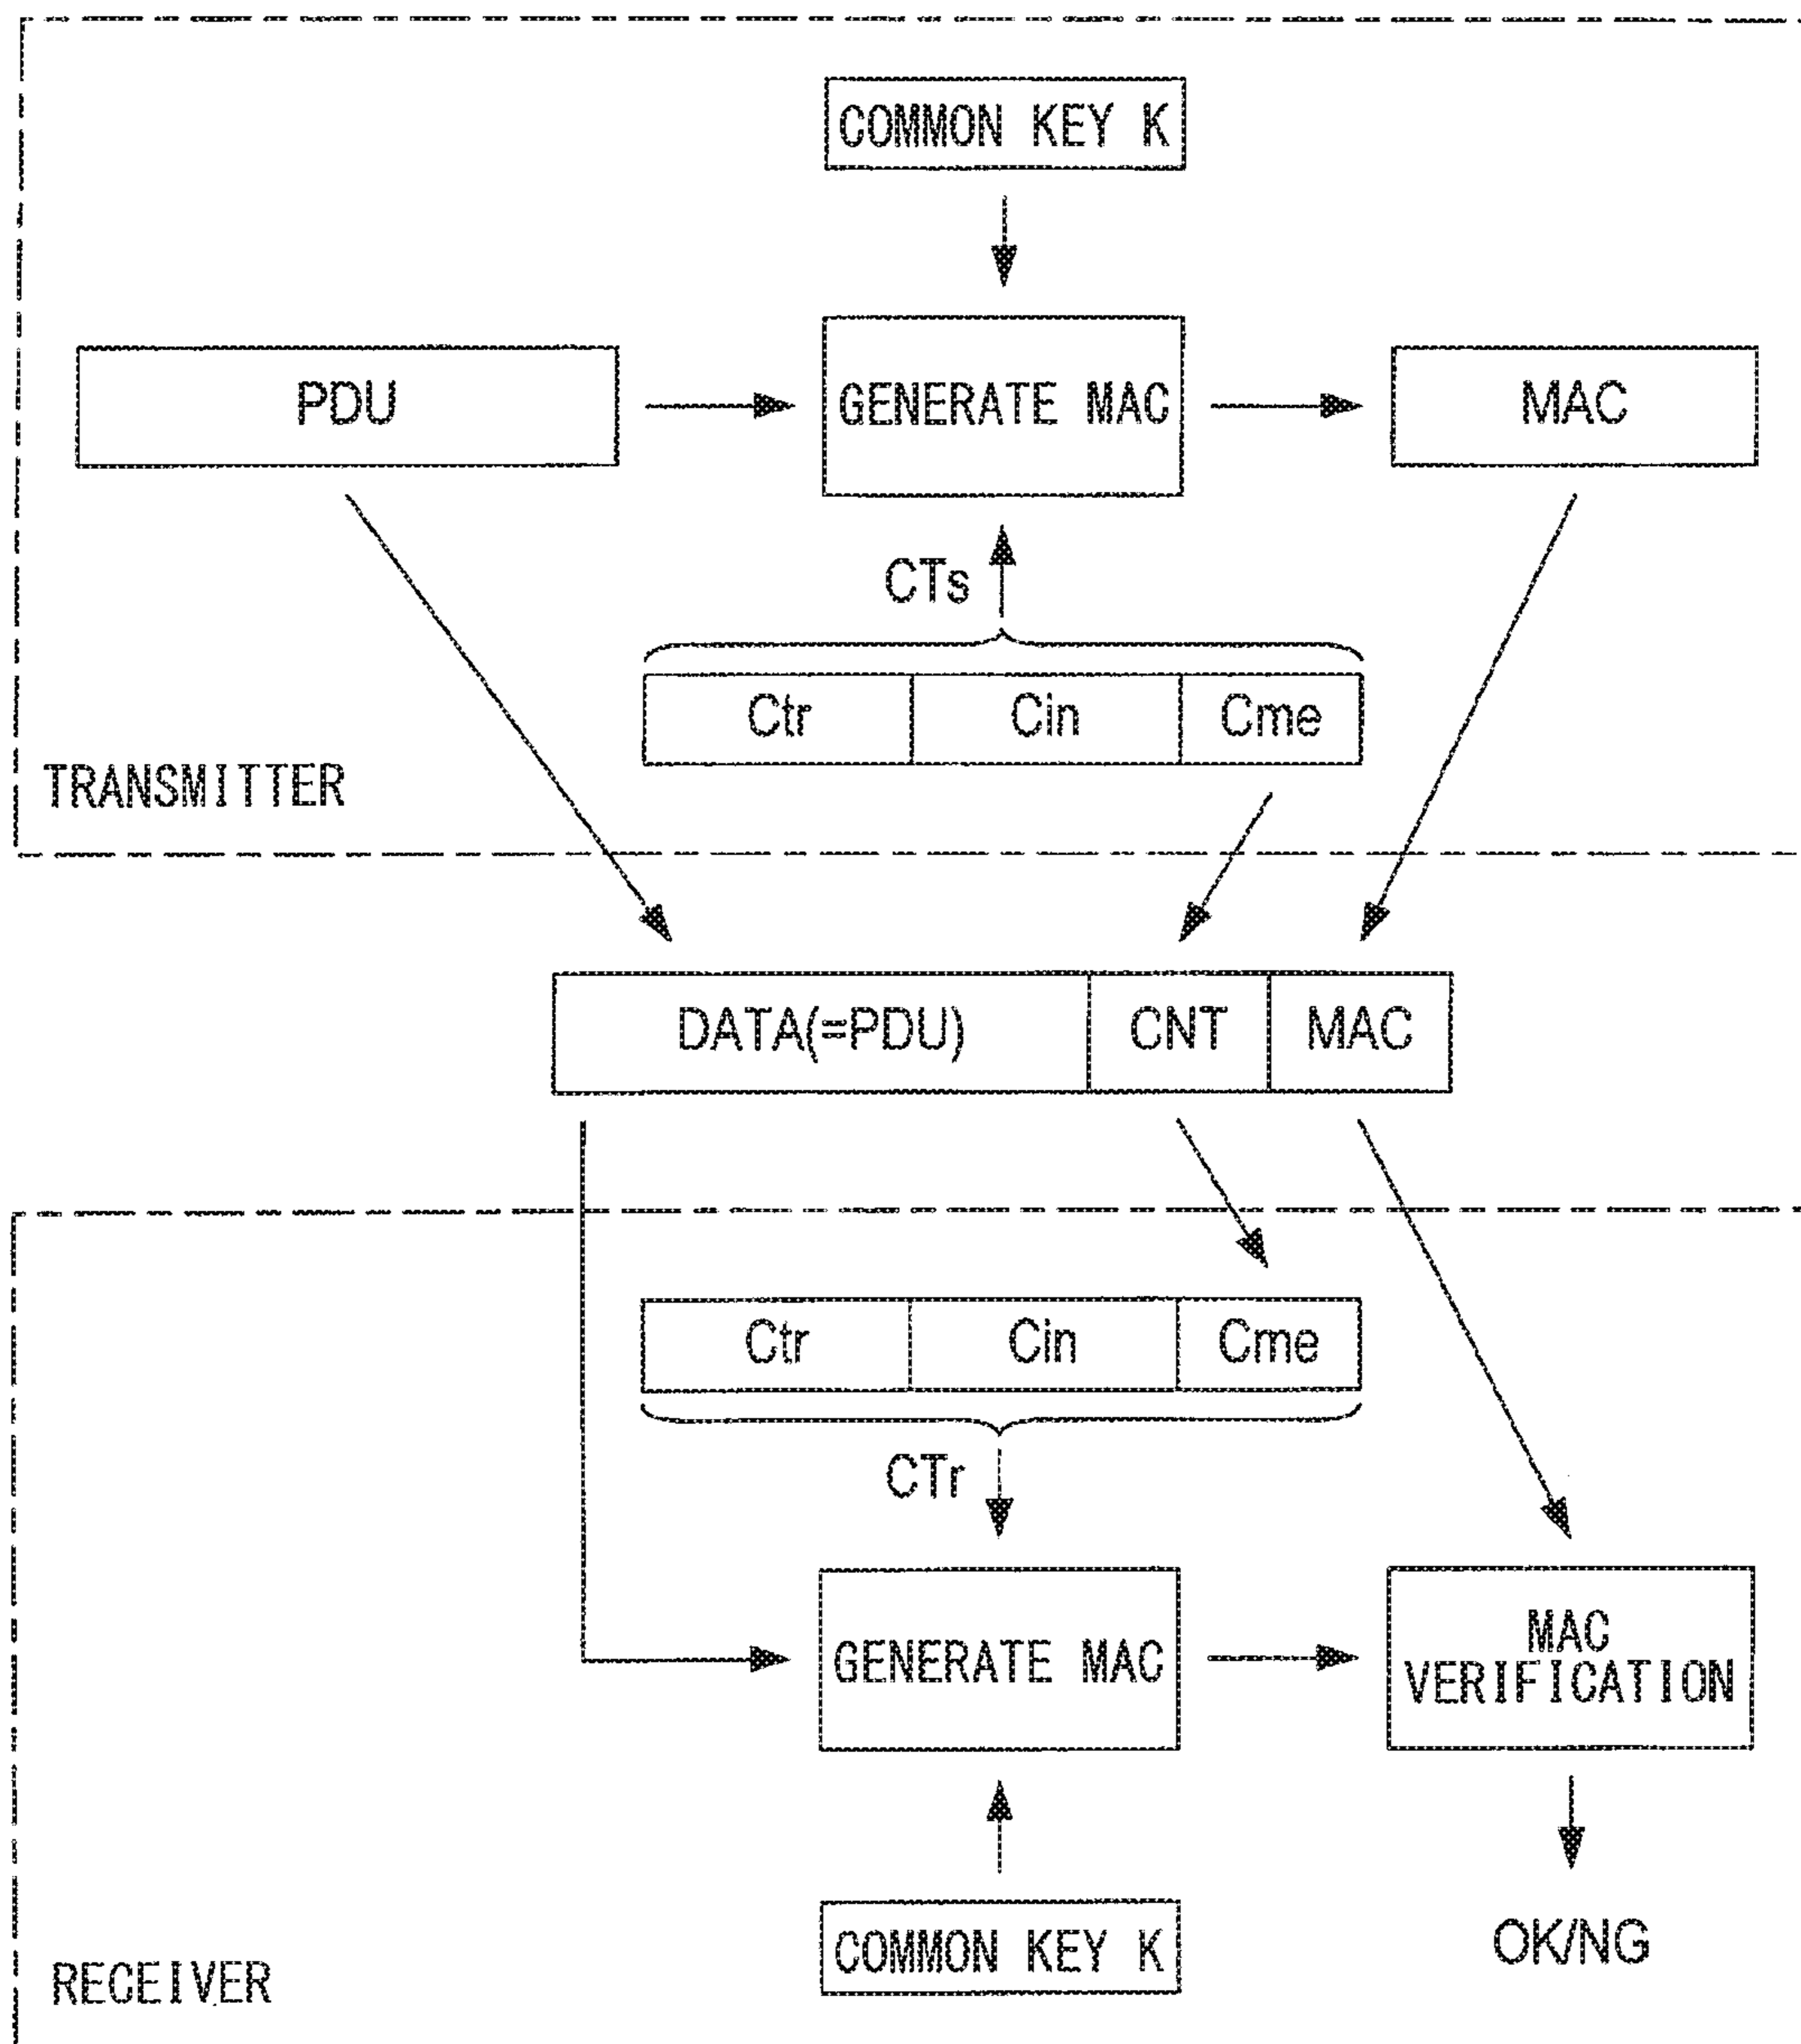 COMMON KEY K
PDU
GENERATE MAC
MAC
CTs
Ctr Cin Cme
TRANSMITTER
DATA(=PDU) CNT MAC
Ctr Cin Cme
CTr
GENERATE MAC
MAC
VERIFICATION
COMMON KEY K
OK/NG
RECEIVER